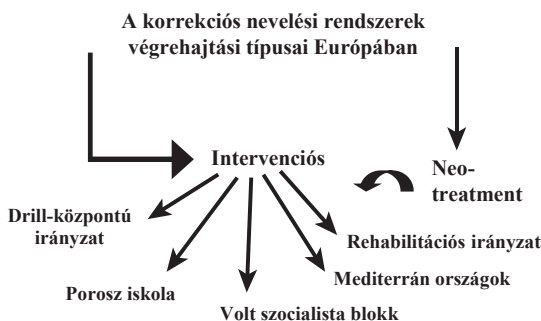 A korrekciós nevelési rendszerek
végrehajtási típusai Európában
Intervenciós
Neo-
treatment
Drill-központú
irányzat
Rehabilitációs irányzat
Mediterrán országok
Porosz iskola
Volt szocialista blokk